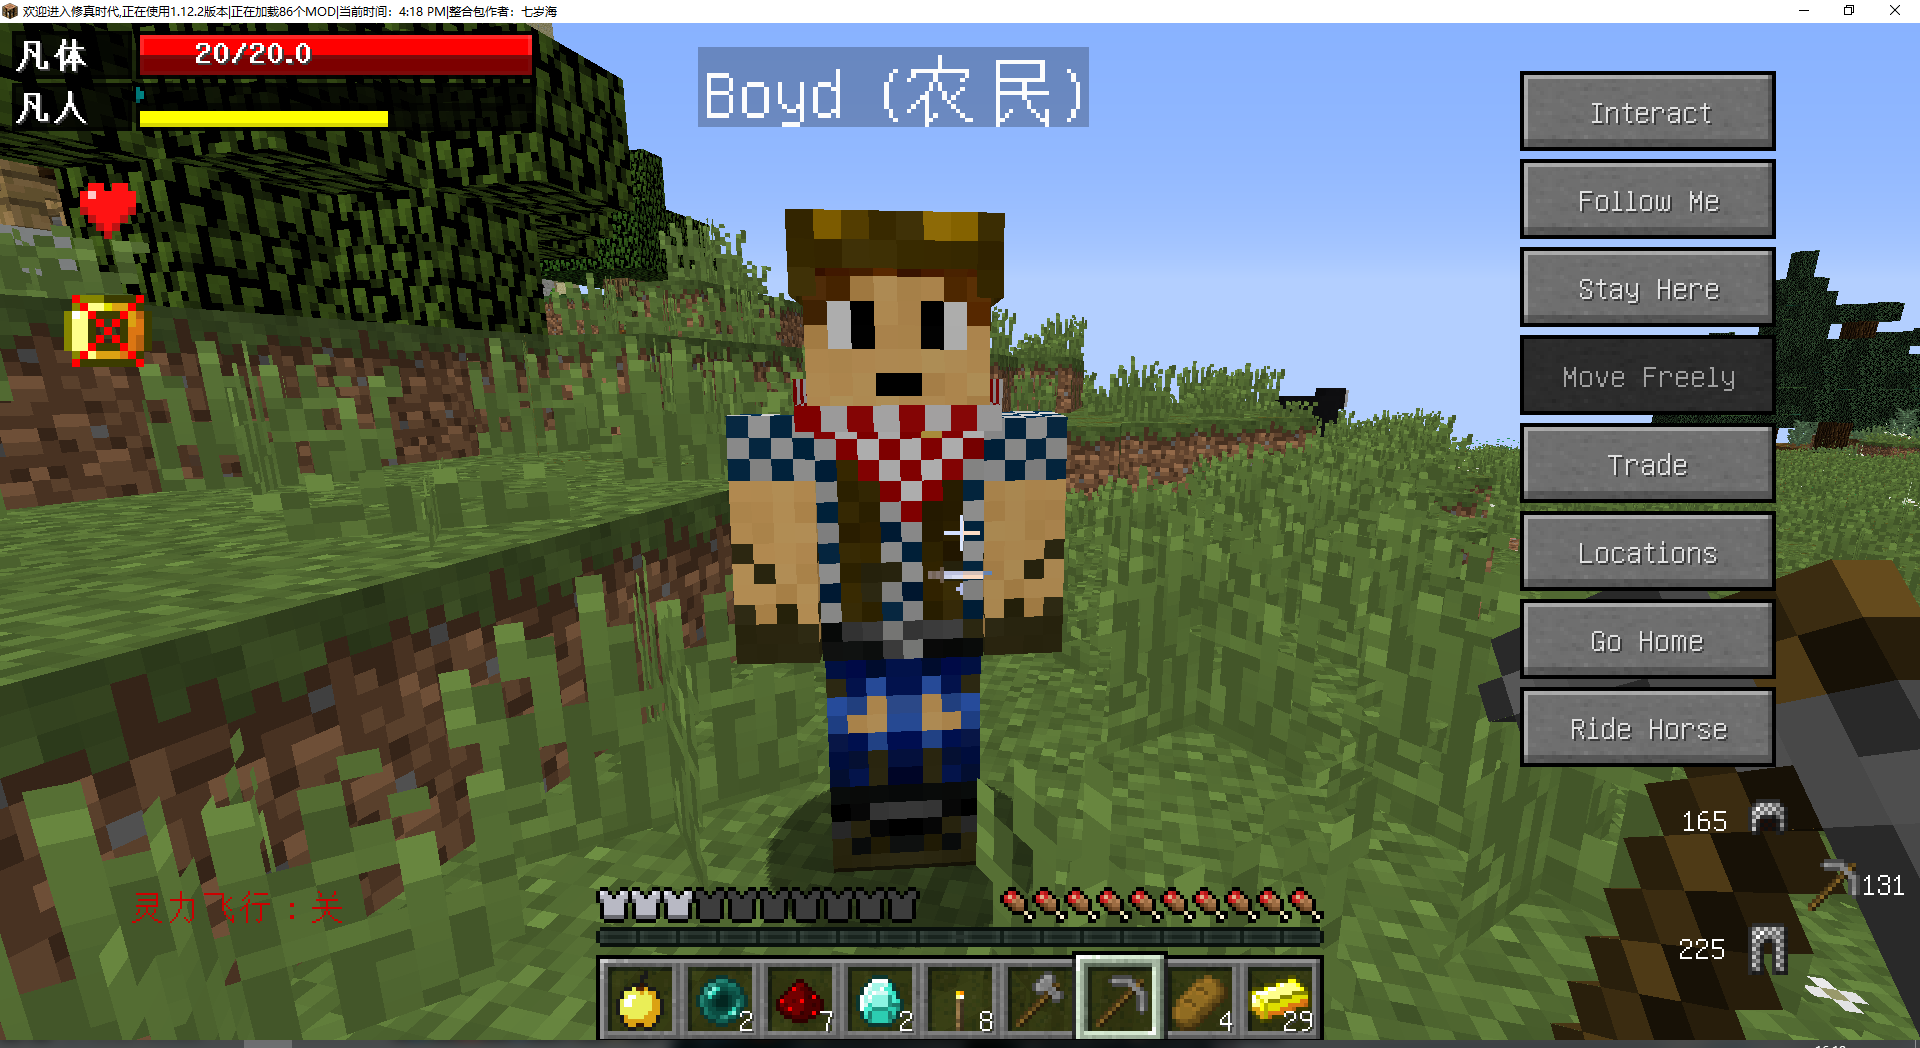 欢迎进入修真时代,正在使用1.12.2版本|正在加载86个MOD|当前时间：4:18 PM|整合包作者：七岁海
凡体
20/20.0
凡人
Boyd (农民)
Interact
Follow Me
Stay Here
Move Freely
Trade
Locations
Go Home
Ride Horse
165
131
225
灵力飞行：关
2
7
2
8
4
29